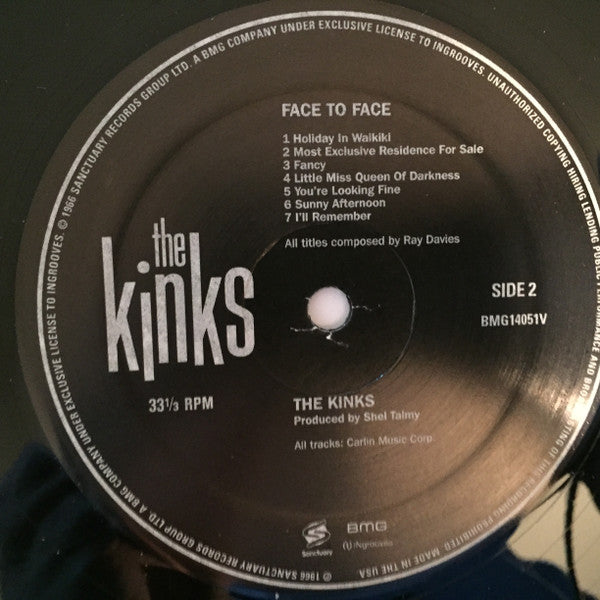 FACE TO FACE
1 Holiday In Waikiki
2 Most Exclusive Residence For Sale
3 Fancy
4 Little Miss Queen Of Darkness
5 You're Looking Fine
6 Sunny Afternoon
7 I'll Remember
All titles composed by Ray Davies
the
kinks
SIDE 2
BMG14051V
33⅓ RPM
THE KINKS
Produced by Shel Talmy
All tracks: Carlin Music Corp.
Sanctuary
BMG
INgrooves
© 1966 SANCTUARY RECORDS GROUP LTD. A BMG COMPANY UNDER EXCLUSIVE LICENSE TO INGROOVES. © 1966 SANCTUARY RECORDS GROUP LTD. A BMG COMPANY UNDER EXCLUSIVE LICENSE TO INGROOVES. UNAUTHORIZED COPYING HIRING LENDING PUBLIC PERFORMANCE AND OF THE RECORDING PROHIBITED. MADE IN THE USA